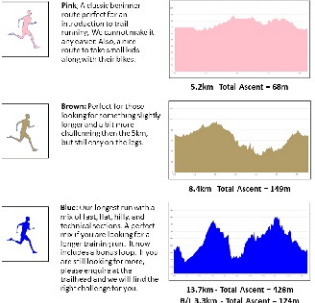 Pink, A classic beginner
route perfect for an
introduction to trail
running. We cannot make it
any easier. Also, a nice
route to take small kids
along with their bikes.
5.2km Total Ascent = 68m
Brown: Perfect for those
looking for something slightly
longer and a bit more
challenging then the 5km,
but still easy on the legs.
8.4km Total Ascent = 149m
Blue: Our longest run with a
mix of fast, flat, hilly, and
technical sections. A perfect
mix if you are looking for a
longer training run. It now
includes a bonus loop. If you
are still looking for more,
please enquire at the
trailhead and we will find the
right challenge for you.
13.7km - Total Ascent = 426m
B/L 3.3km - Total Ascent = 124m